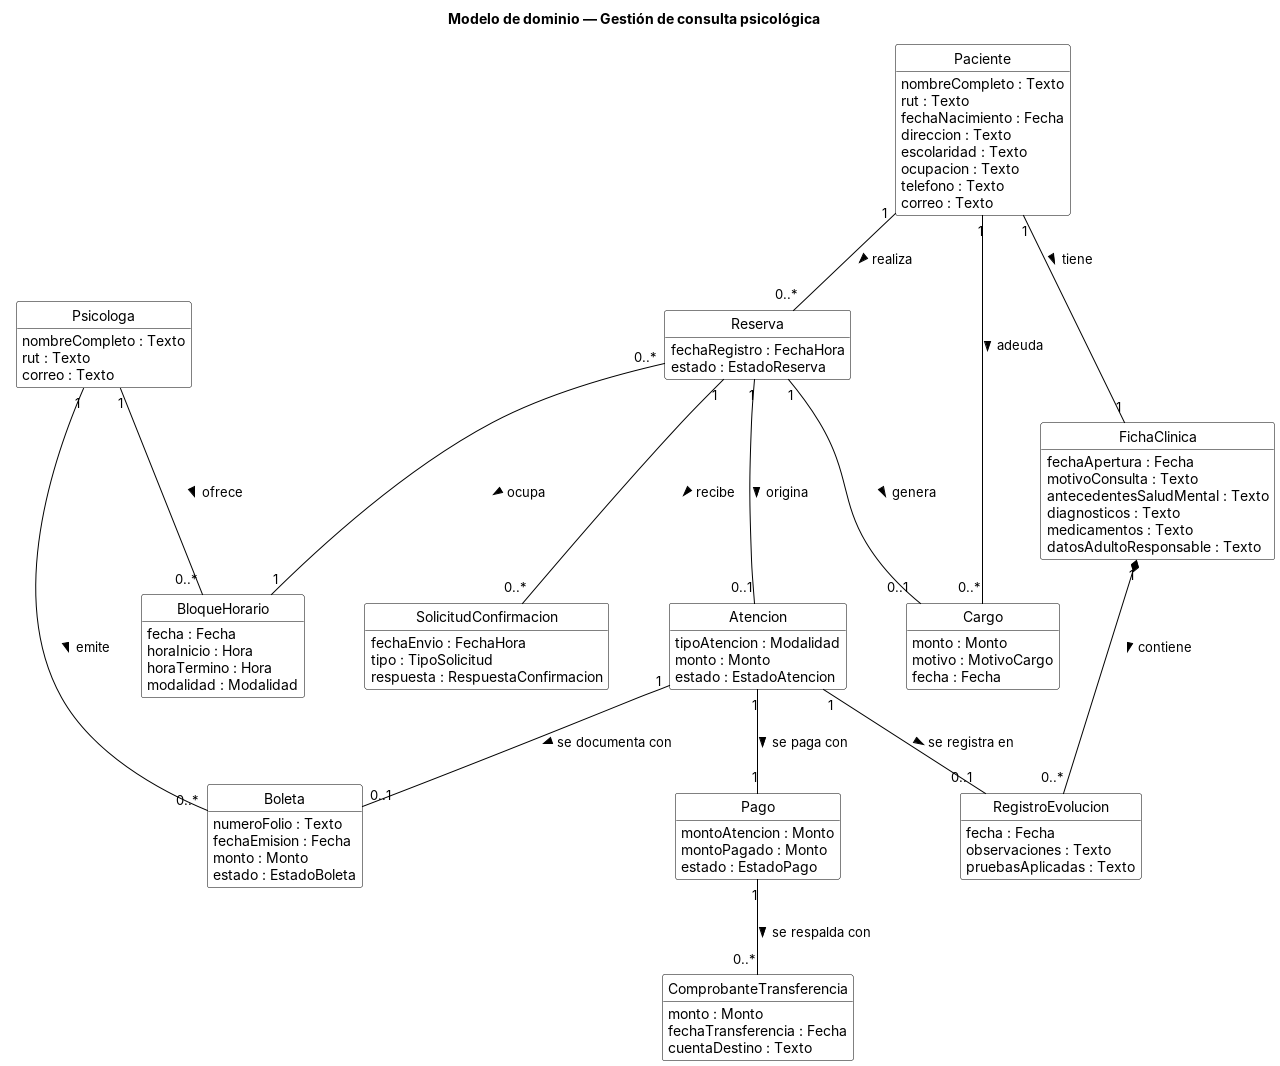 Modelo de dominio — Gestión de consulta psicológica
Paciente
nombreCompleto : Texto
rut : Texto
fechaNacimiento : Fecha
direccion : Texto
escolaridad : Texto
ocupacion : Texto
telefono : Texto
correo : Texto
1
1
1
realiza
tiene
0..*
Psicologa
nombreCompleto : Texto
rut : Texto
correo : Texto
1
1
Reserva
fechaRegistro : FechaHora
estado : EstadoReserva
0..*
1
1
1
adeuda
1
FichaClinica
fechaApertura : Fecha
motivoConsulta : Texto
antecedentesSaludMental : Texto
diagnosticos : Texto
medicamentos : Texto
datosAdultoResponsable : Texto
1
ofrece
ocupa
recibe
origina
genera
0..*
1
0..*
0..1
0..1
0..*
BloqueHorario
fecha : Fecha
horaInicio : Hora
horaTermino : Hora
modalidad : Modalidad
SolicitudConfirmacion
fechaEnvio : FechaHora
tipo : TipoSolicitud
respuesta : RespuestaConfirmacion
Atencion
tipoAtencion : Modalidad
monto : Monto
estado : EstadoAtencion
Cargo
monto : Monto
motivo : MotivoCargo
fecha : Fecha
emite
contiene
1
1
1
se documenta con
se paga con
se registra en
0..*
0..1
1
0..1
0..*
Boleta
numeroFolio : Texto
fechaEmision : Fecha
monto : Monto
estado : EstadoBoleta
Pago
montoAtencion : Monto
montoPagado : Monto
estado : EstadoPago
RegistroEvolucion
fecha : Fecha
observaciones : Texto
pruebasAplicadas : Texto
1
se respalda con
0..*
ComprobanteTransferencia
monto : Monto
fechaTransferencia : Fecha
cuentaDestino : Texto